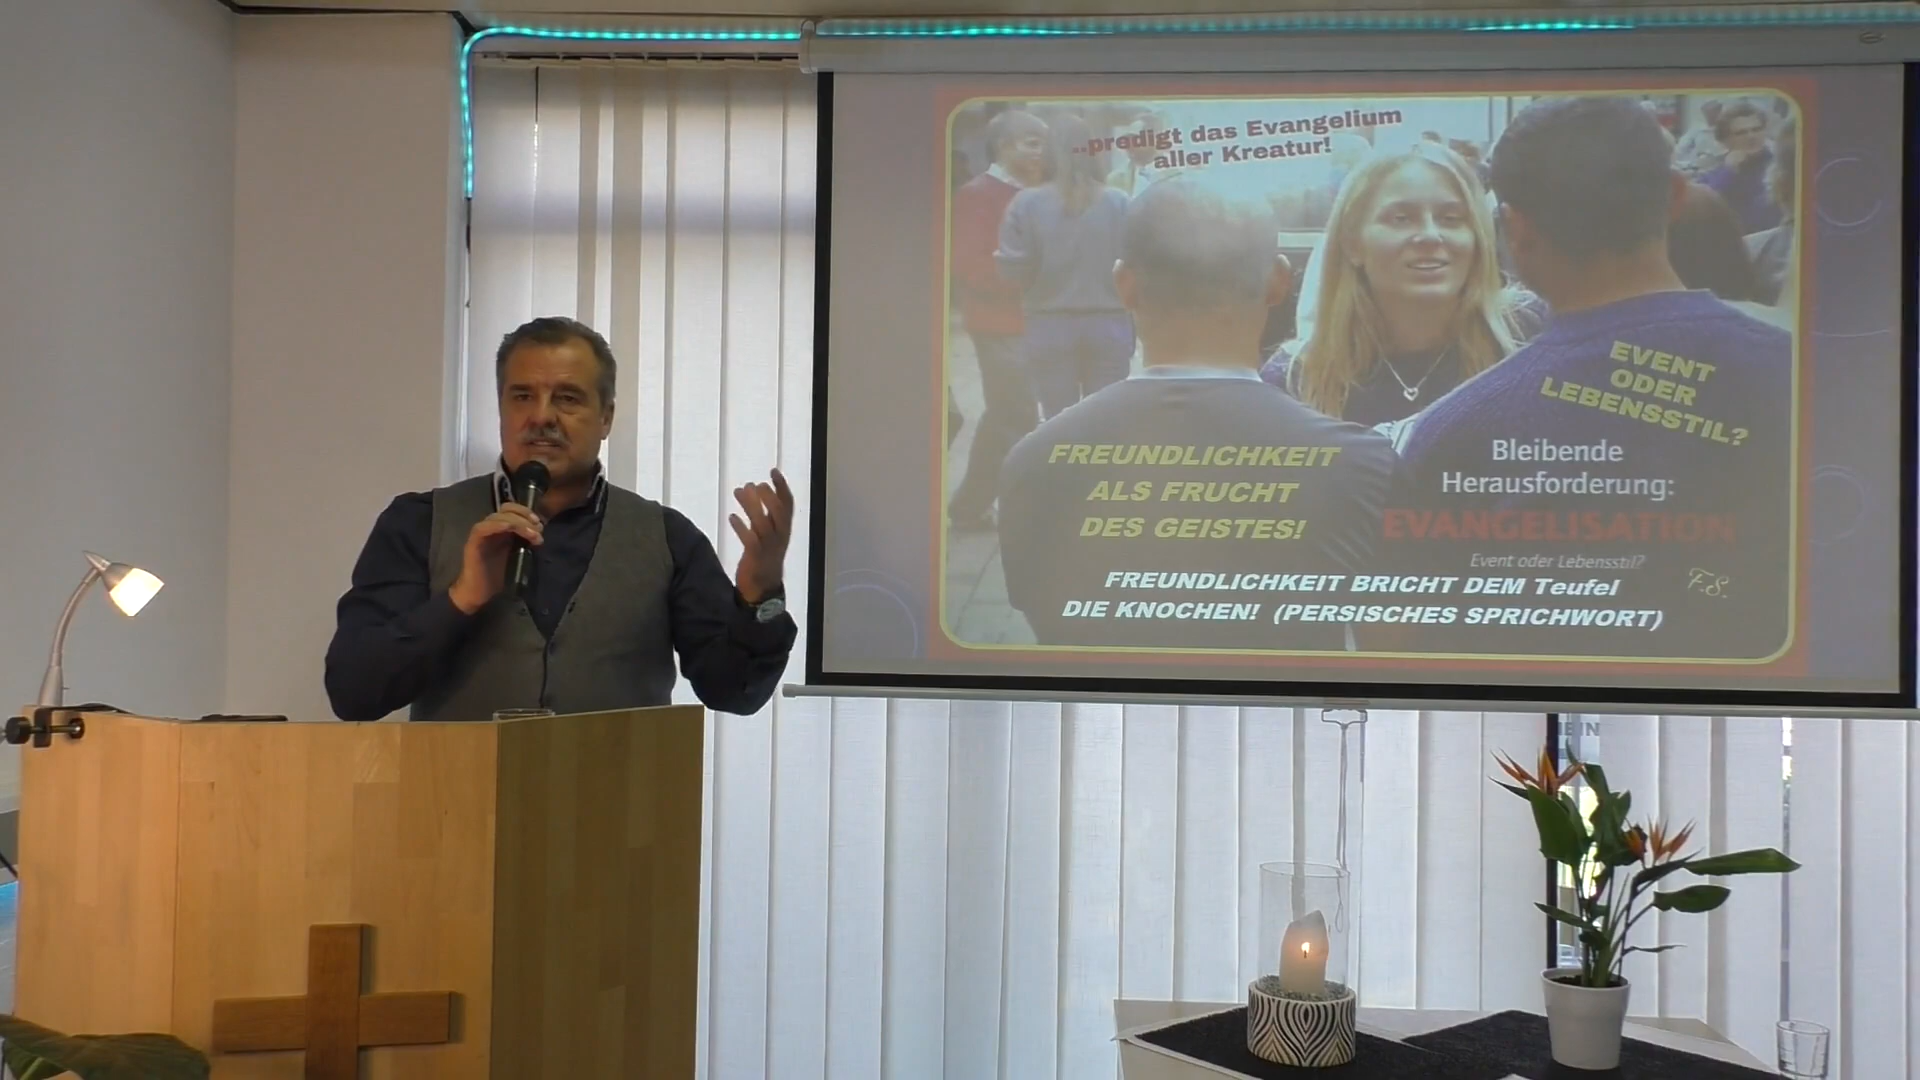 ..predigt das Evangelium
aller Kreatur!
EVENT
ODER
LEBENSSTIL?
FREUNDLICHKEIT
ALS FRUCHT
DES GEISTES!
Bleibende
Herausforderung:
EVANGELISATION
Event oder Lebensstil?
F.S.
FREUNDLICHKEIT BRICHT DEM Teufel
DIE KNOCHEN! (PERSISCHES SPRICHWORT)